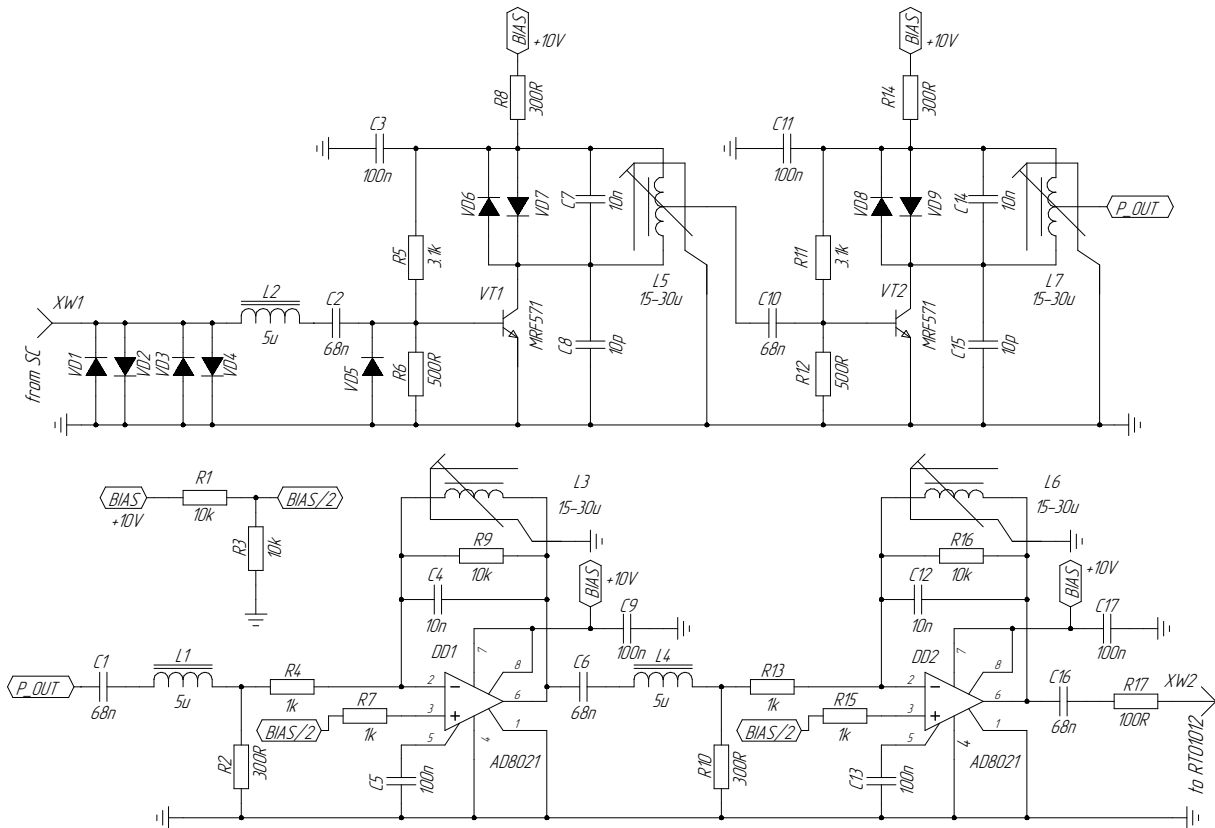 BIAS
+10V
R8
300R
C3
100n
VD6
VD7
C7
10n
R5
3.1k
L5
15-30u
VT1
MRF571
C8
10p
XW1
from SC
L2
5u
C2
68n
VD1
VD2
VD3
VD4
VD5
R6
500R
BIAS
+10V
R14
300R
C11
100n
VD8
VD9
C14
10n
P_OUT
R11
3.1k
L7
15-30u
VT2
MRF571
C15
10p
C10
68n
R12
500R
BIAS
+10V
R1
10k
BIAS/2
R3
10k
L3
15-30u
R9
10k
C4
10n
BIAS
+10V
C9
100n
DD1
7
8
2
6
3
1
5
4
AD8021
P_OUT
C1
68n
L1
5u
R4
1k
R7
1k
BIAS/2
R2
300R
C5
100n
C6
68n
L4
5u
L6
15-30u
R16
10k
C12
10n
BIAS
+10V
C17
100n
DD2
7
8
2
6
3
1
5
4
AD8021
R13
1k
R15
1k
BIAS/2
R10
300R
C13
100n
C16
68n
R17
100R
XW2
to RTO1012